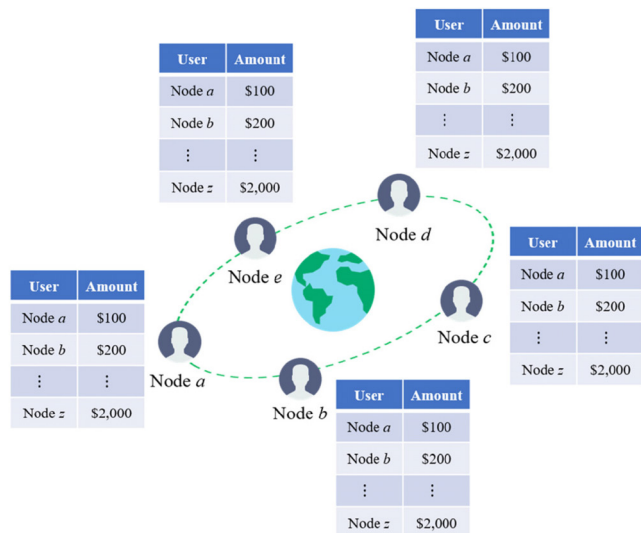 User Amount
Node a $100
Node b $200
⋮ ⋮
Node z $2,000
User Amount
Node a $100
Node b $200
⋮ ⋮
Node z $2,000
Node d
Node e
User Amount
Node a $100
Node b $200
⋮ ⋮
Node z $2,000
User Amount
Node a $100
Node b $200
⋮ ⋮
Node z $2,000
Node c
Node a
Node b
User Amount
Node a $100
Node b $200
⋮ ⋮
Node z $2,000